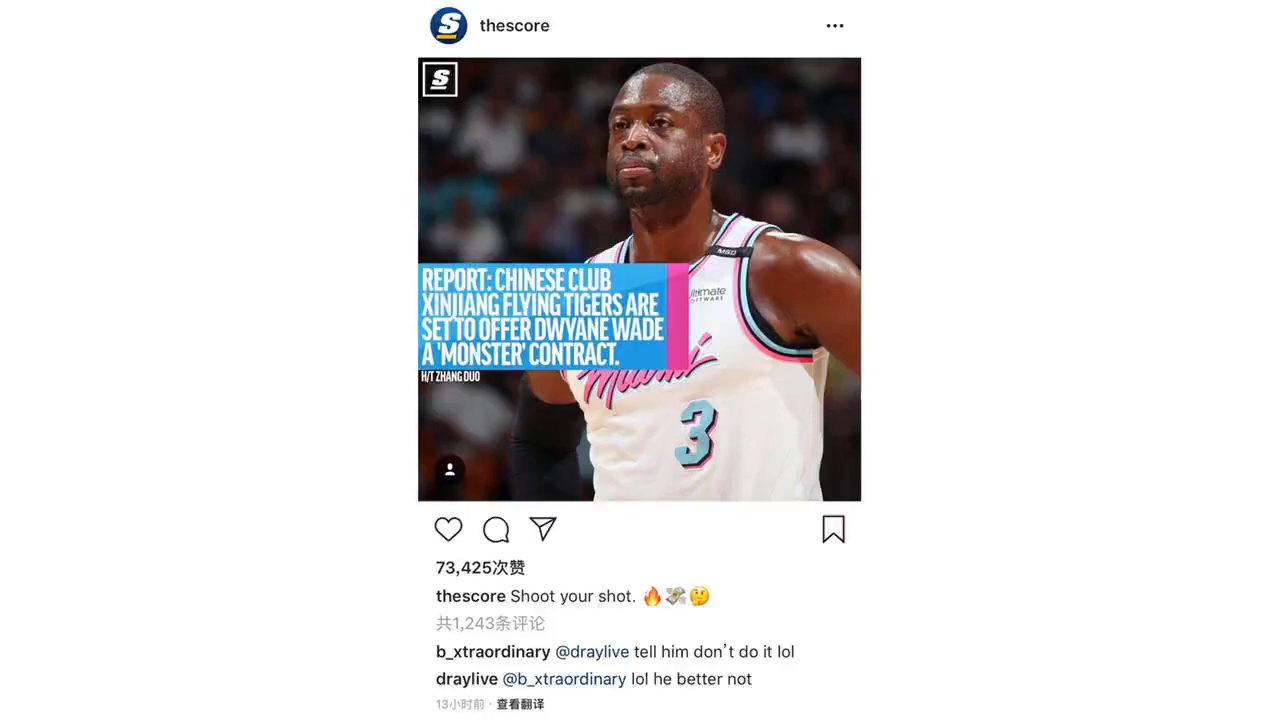 S thescore
S
MSD
Ultimate
SOFTWARE
REPORT: CHINESE CLUB
XINJIANG FLYING TIGERS ARE
SET TO OFFER DWYANE WADE
A 'MONSTER' CONTRACT.
H/T ZHANG DUO
Miami
3
73,425次赞
thescore Shoot your shot. 🔥💸🤔
共1,243条评论
b_xtraordinary @draylive tell him don't do it lol
draylive @b_xtraordinary lol he better not
13小时前 · 查看翻译